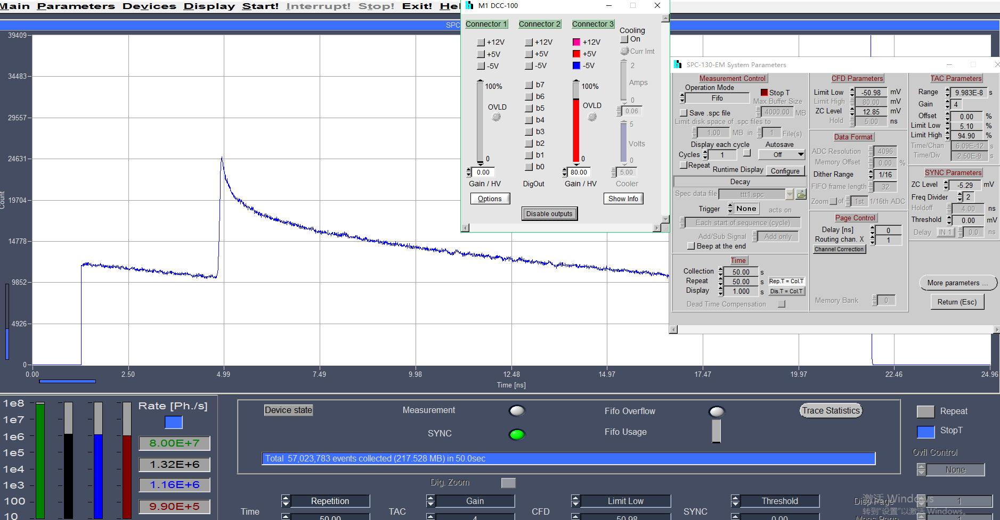 Main Parameters Devices Display Start! Interrupt! Stop! Exit! Hel
SPC
39409
34483
29557
24631
19704
14778
9852
4926
0
Count
0.00 2.50 4.99 7.49 9.98 12.48 14.97 17.47 19.97 22.46 24.96
Time [ns]
M1 DCC-100
Connector 1 Connector 2 Connector 3
Cooling
On
+12V +12V +12V
+5V +5V +5V
-5V -5V -5V
Curr lmt
2
Amps
0
0.06
100% 100%
OVLD OVLD
b7
b6
b5
b4
b3
b2
b1
b0
5
Volts
0
0 0
0.00 80.00 5.00
Gain / HV DigOut Gain / HV Cooler
Options Show Info
Disable outputs
SPC-130-EM System Parameters
Measurement Control
Operation Mode
Fifo
Stop T
Max Buffer Size
4000.00 MB
Save .spc file
Limit disk space of .spc files to
1.00 MB in 1 File(s)
Display each cycle Autosave
Cycles 1 Off
Repeat Runtime Display Configure
Decay
Spec data file ttt1.spc
Trigger None acts on
Each start of sequence (cycle)
Add/Sub Signal Add only
Beep at the end
Time
Collection 50.00 s
Repeat 50.00 s Rep.T = Col.T
Display 1.000 s Dis.T = Col.T
Dead Time Compensation
CFD Parameters
Limit Low -50.98 mV
Limit High 80.00 mV
ZC Level 12.85 mV
Hold 5.00 ns
Data Format
ADC Resolution 4096
Memory Offset 0.00 %
Dither Range 1/16
FIFO frame length 32
Zoom of 1st 1/16th ADC
Page Control
Delay [ns] 0
Routing chan. X 1
Channel Correction
Memory Bank 0
TAC Parameters
Range 9.983E-8 s
Gain 4
Offset 0.00 %
Limit Low 5.10 %
Limit High 94.90 %
Time/Chan 6.09E-12 s
Time/Div 2.50E-9 s
SYNC Parameters
ZC Level -5.29 mV
Freq Divider 2
Holdoff 4.00 ns
Threshold 0.00 mV
Delay IN 1 0.0 ns
More parameters ...
Return (Esc)
1e8
1e7
1e6
1e5
1e4
1e3
100
10
Rate [Ph./s]
8.00E+7
1.32E+6
1.16E+6
9.90E+5
Device state Measurement Fifo Overflow Trace Statistics
SYNC Fifo Usage
Total 57,023,783 events collected (217.528 MB) in 50.0sec
Repeat
StopT
Ovfl Control
None
Dig. Zoom
Time Repetition TAC Gain CFD Limit Low SYNC Threshold Disp Page 1
50.00 4 50.98 0.00 Meas Page 1
激活 Windows
转到“设置”以激活 Windows。